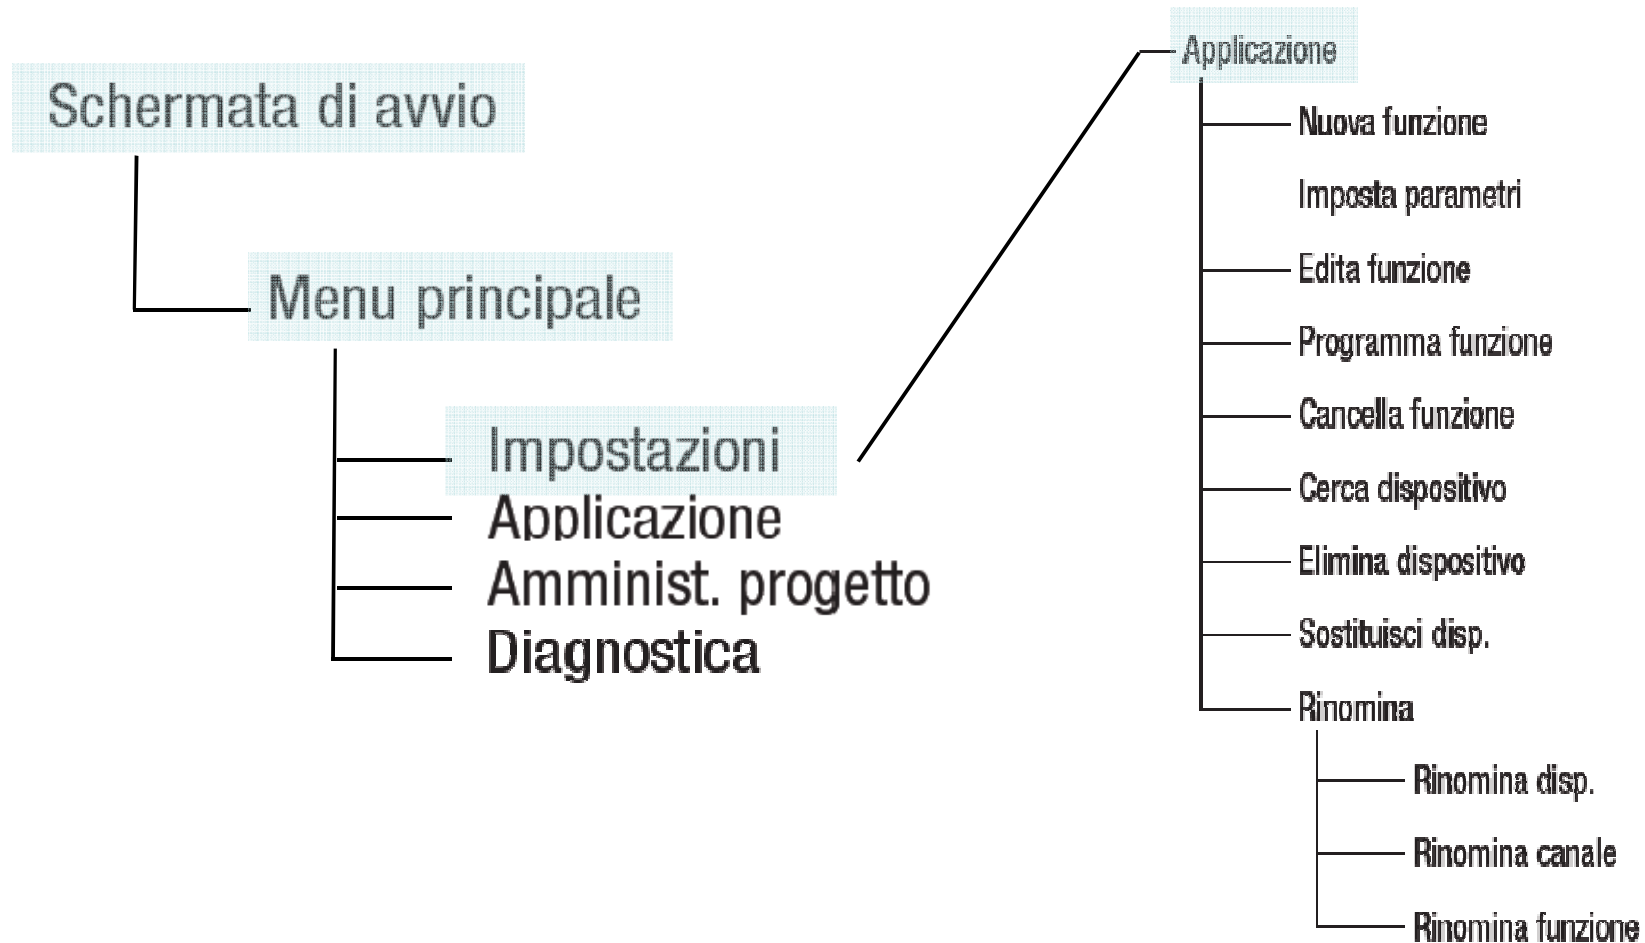 Schermata di avvio
Menu principale
Impostazioni
Applicazione
Amminist. progetto
Diagnostica
Applicazione
Nuova funzione
Imposta parametri
Edita funzione
Programma funzione
Cancella funzione
Cerca dispositivo
Elimina dispositivo
Sostituisci disp.
Rinomina
Rinomina disp.
Rinomina canale
Rinomina funzione